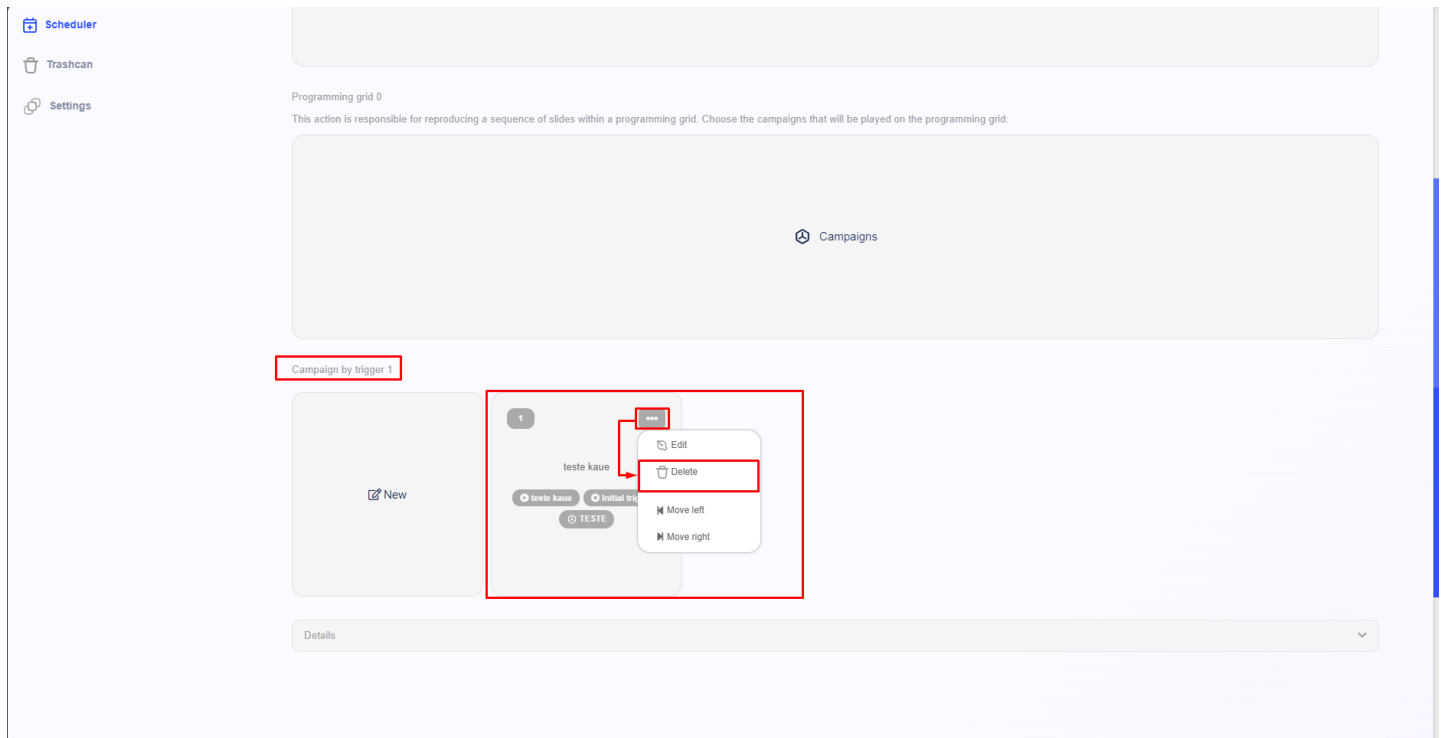 Scheduler
Trashcan
Settings
Programming grid 0
This action is responsible for reproducing a sequence of slides within a programming grid. Choose the campaigns that will be played on the programming grid:
Campaigns
Campaign by trigger 1
New
1
teste kaue
teste kaue Initial trig
TESTE
Edit
Delete
Move left
Move right
Details